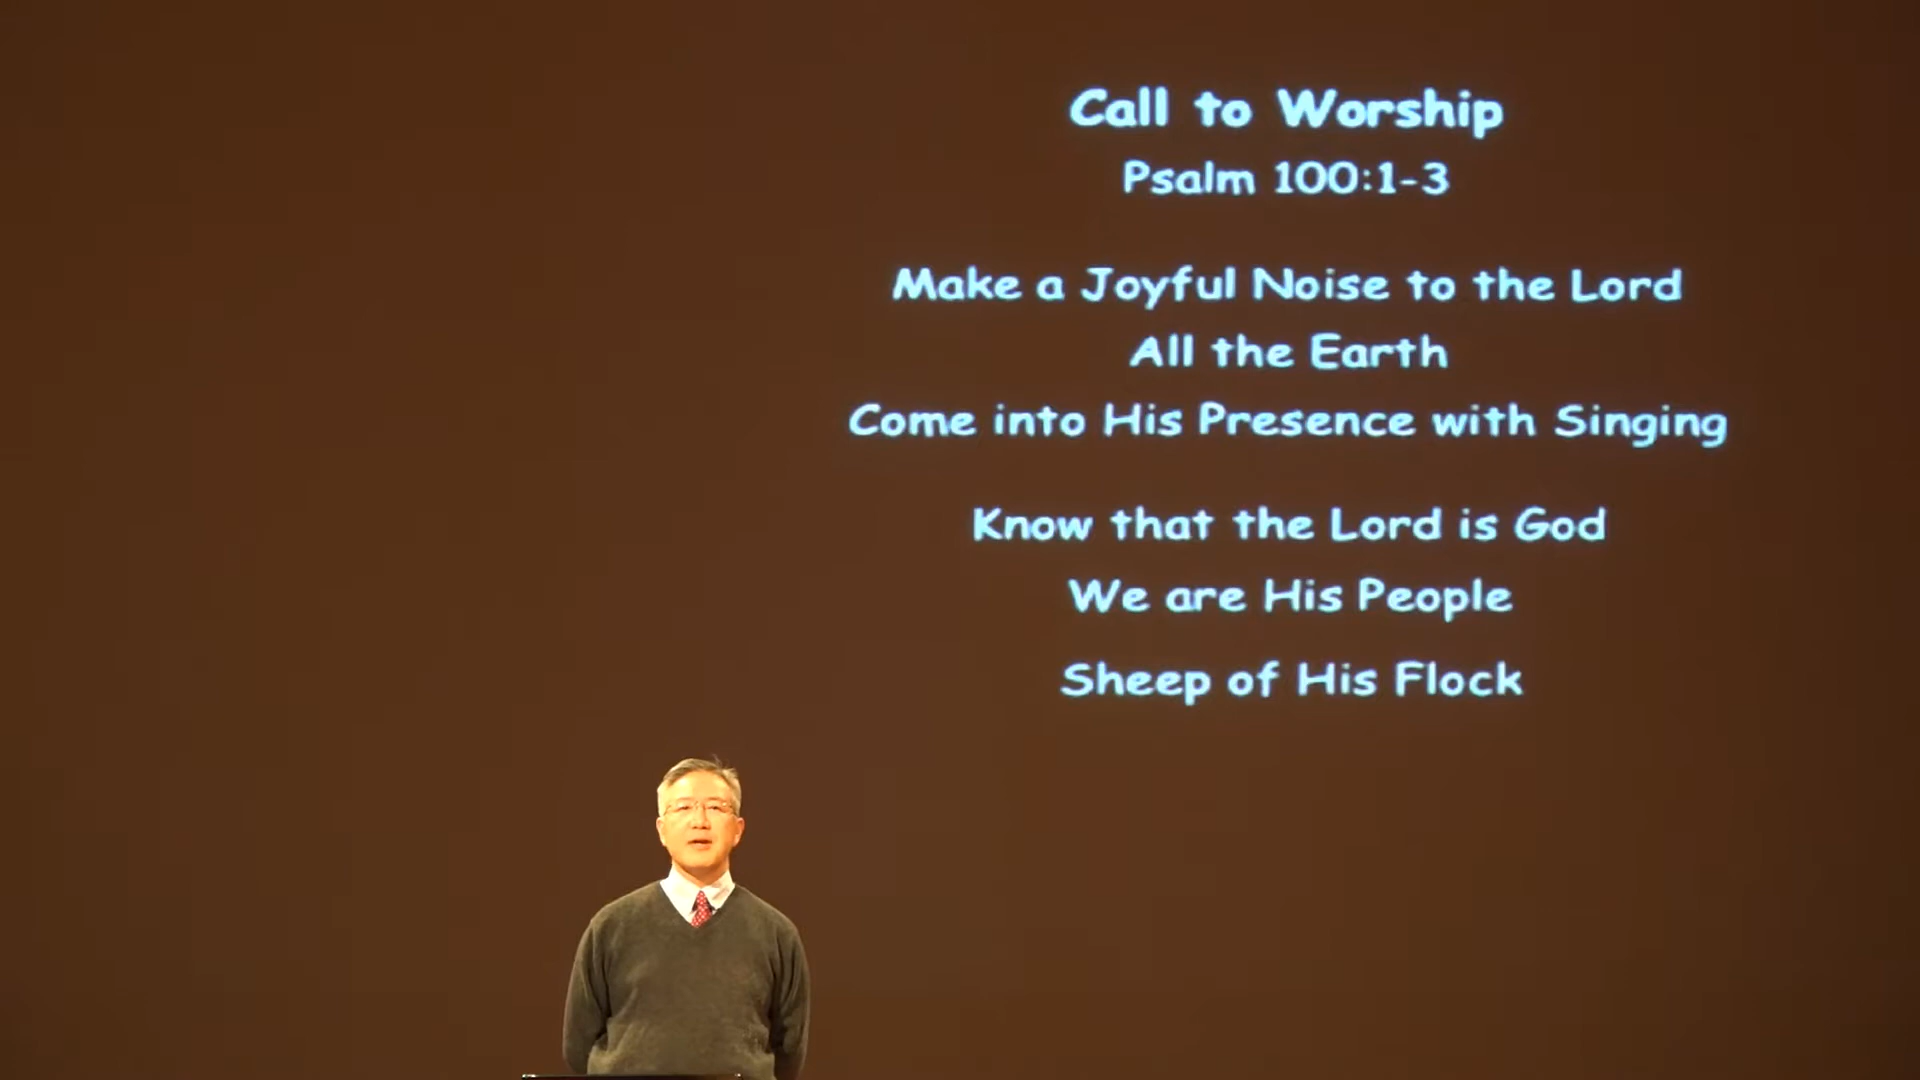 Call to Worship
Psalm 100:1-3
Make a Joyful Noise to the Lord
All the Earth
Come into His Presence with Singing
Know that the Lord is God
We are His People
Sheep of His Flock